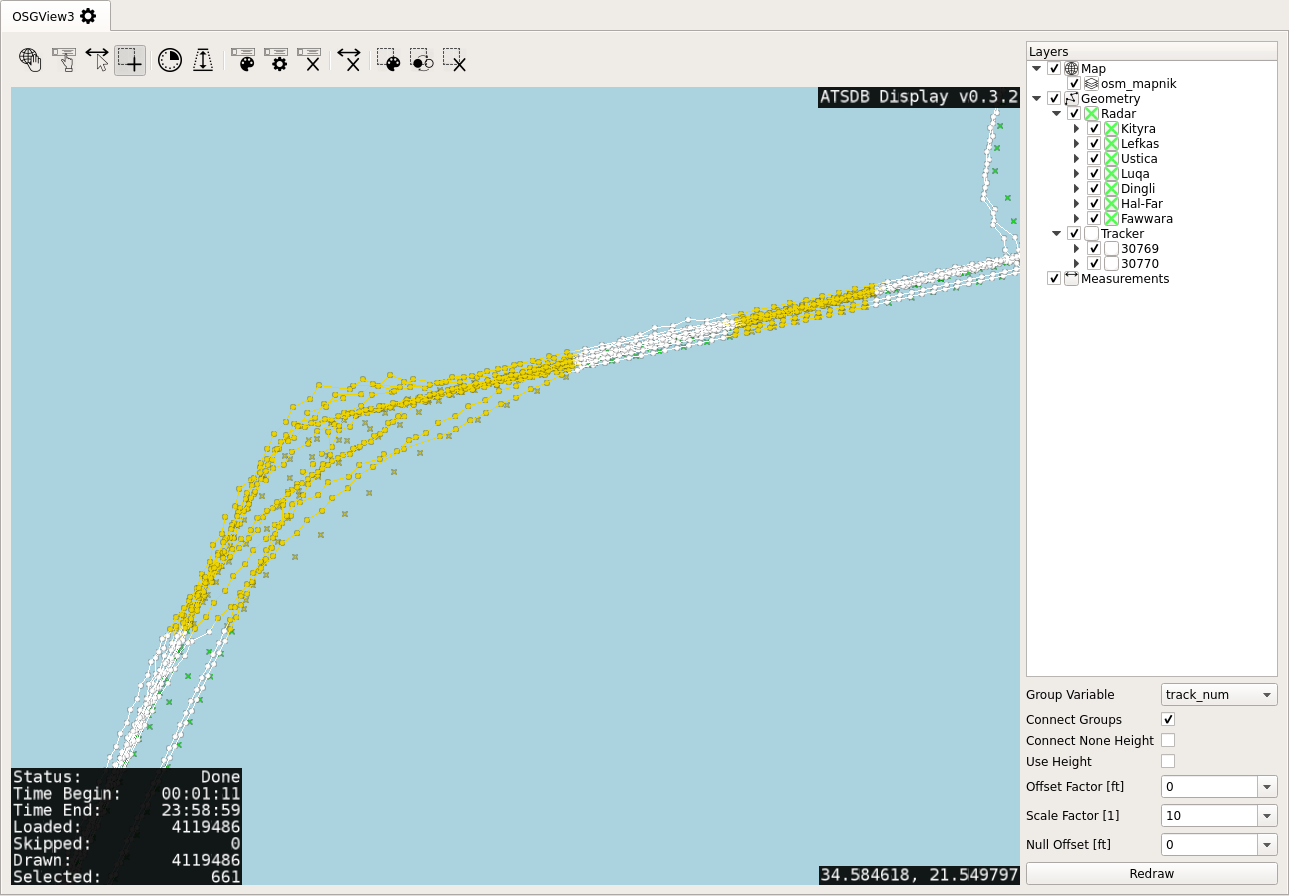 OSGView3
ATSDB Display v0.3.2
Layers
Map
osm_mapnik
Geometry
Radar
Kityra
Lefkas
Ustica
Luqa
Dingli
Hal-Far
Fawwara
Tracker
30769
30770
Measurements
Group Variable track_num
Connect Groups
Connect None Height
Use Height
Offset Factor [ft] 0
Scale Factor [1] 10
Null Offset [ft] 0
Redraw
Status: Done
Time Begin: 00:01:11
Time End: 23:58:59
Loaded: 4119486
Skipped: 0
Drawn: 4119486
Selected: 661
34.584618, 21.549797